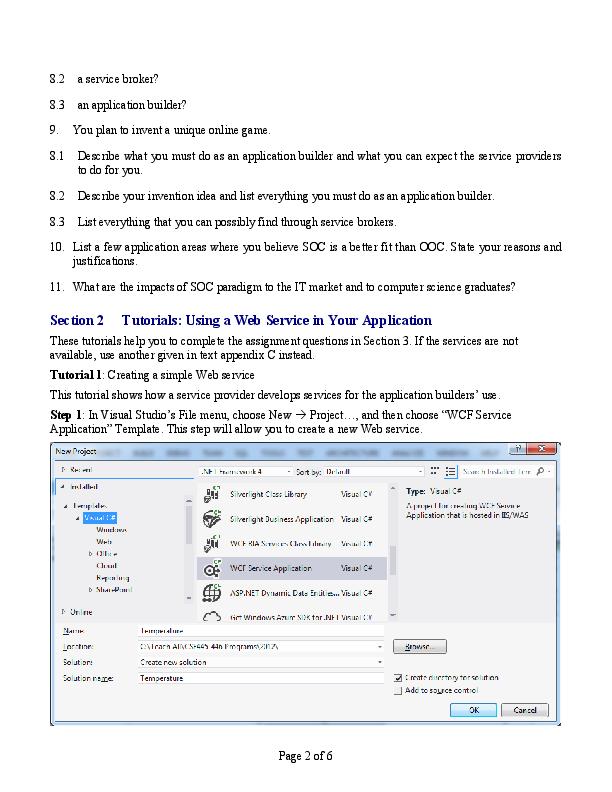 8.2 a service broker?
8.3 an application builder?
9. You plan to invent a unique online game.
8.1 Describe what you must do as an application builder and what you can expect the service providers
to do for you.
8.2 Describe your invention idea and list everything you must do as an application builder.
8.3 List everything that you can possibly find through service brokers.
10. List a few application areas where you believe SOC is a better fit than OOC. State your reasons and
justifications.
11. What are the impacts of SOC paradigm to the IT market and to computer science graduates?
Section 2 Tutorials: Using a Web Service in Your Application
These tutorials help you to complete the assignment questions in Section 3. If the services are not
available, use another given in text appendix C instead.
Tutorial 1: Creating a simple Web service
This tutorial shows how a service provider develops services for the application builders’ use.
Step 1: In Visual Studio’s File menu, choose New → Project…, and then choose “WCF Service
Application” Template. This step will allow you to create a new Web service.
New Project
Recent
.NET Framework 4 Sort by: Default
Installed
Templates
Visual C#
Windows
Web
Office
Cloud
Reporting
SharePoint
Online
Silverlight Class Library Visual C#
Silverlight Business Application Visual C#
WCF RIA Services Class Library Visual C#
WCF Service Application Visual C#
ASP.NET Dynamic Data Entities... Visual C#
Get Windows Azure SDK for .NET Visual C#
Type: Visual C#
A project for creating WCF Service
Application that is hosted in IIS/WAS
Name: Temperature
Location: Browse...
Solution: Create new solution
Solution name: Temperature
Create directory for solution
Add to source control
OK Cancel
Page 2 of 6